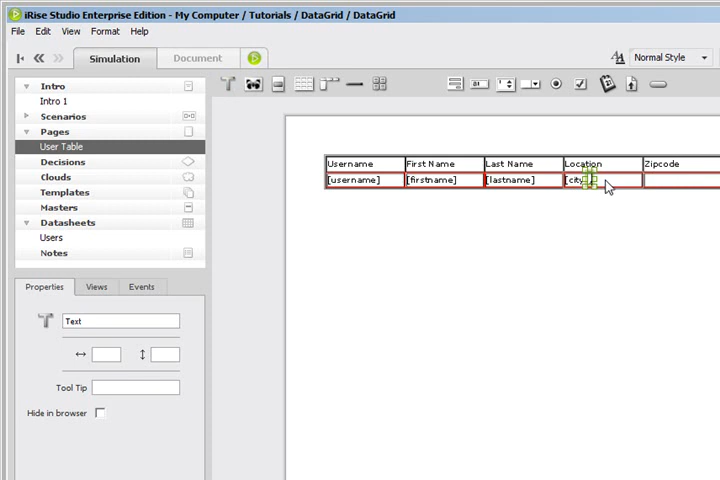 iRise Studio Enterprise Edition - My Computer / Tutorials / DataGrid / DataGrid
File Edit View Format Help
Simulation Document
Normal Style
Intro
Intro 1
Scenarios
Pages
User Table
Decisions
Clouds
Templates
Masters
Datasheets
Users
Notes
Username First Name Last Name Location Zipcode
[username] [firstname] [lastname] [city
Properties Views Events
Text
Tool Tip
Hide in browser